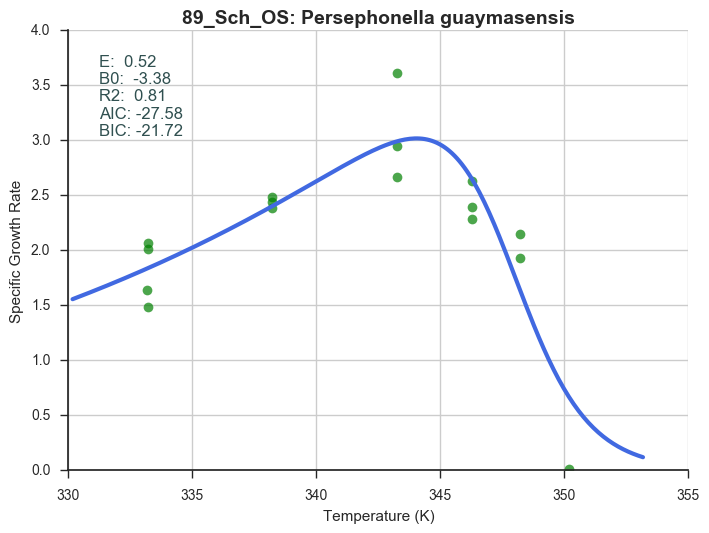 89_Sch_OS: Persephonella guaymasensis
4.0
3.5
3.0
2.5
2.0
1.5
1.0
0.5
0.0
E:  0.52
B0:  -3.38
R2:  0.81
AIC: -27.58
BIC: -21.72
Specific Growth Rate
330 335 340 345 350 355
Temperature (K)